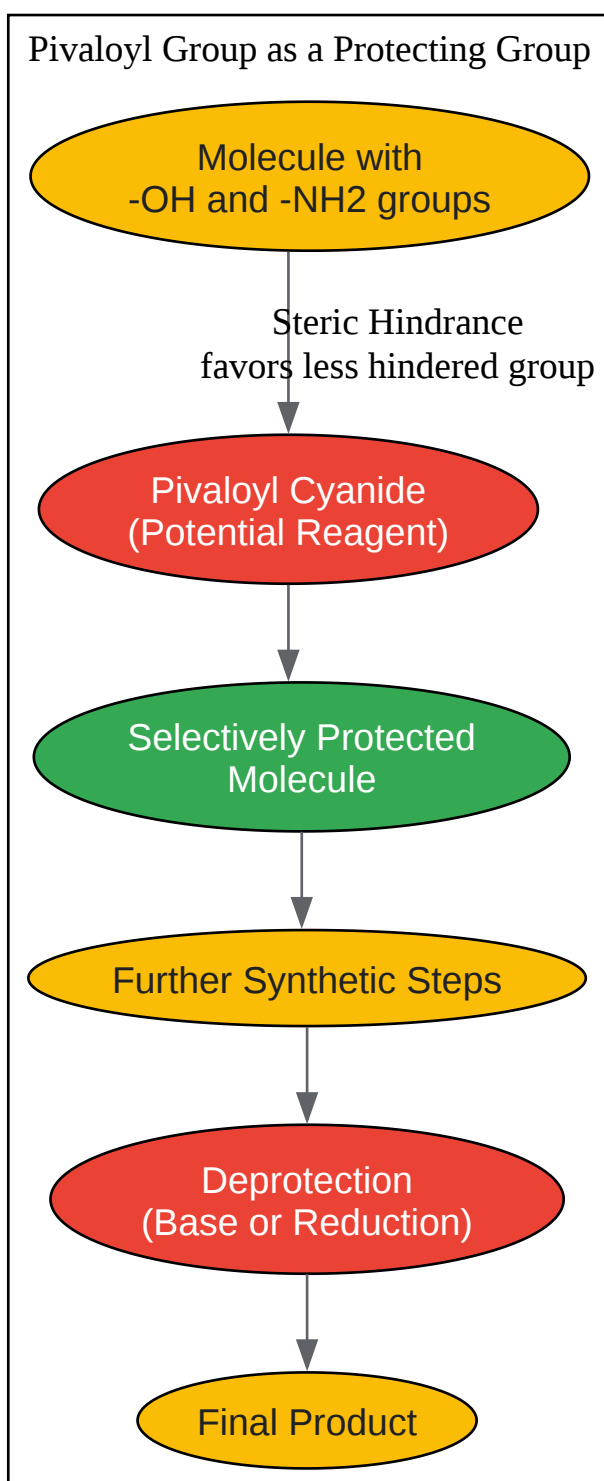 Pivaloyl Group as a Protecting Group
Molecule with
-OH and -NH2 groups
Steric Hindrance
favors less hindered group
Pivaloyl Cyanide
(Potential Reagent)
Selectively Protected
Molecule
Further Synthetic Steps
Deprotection
(Base or Reduction)
Final Product